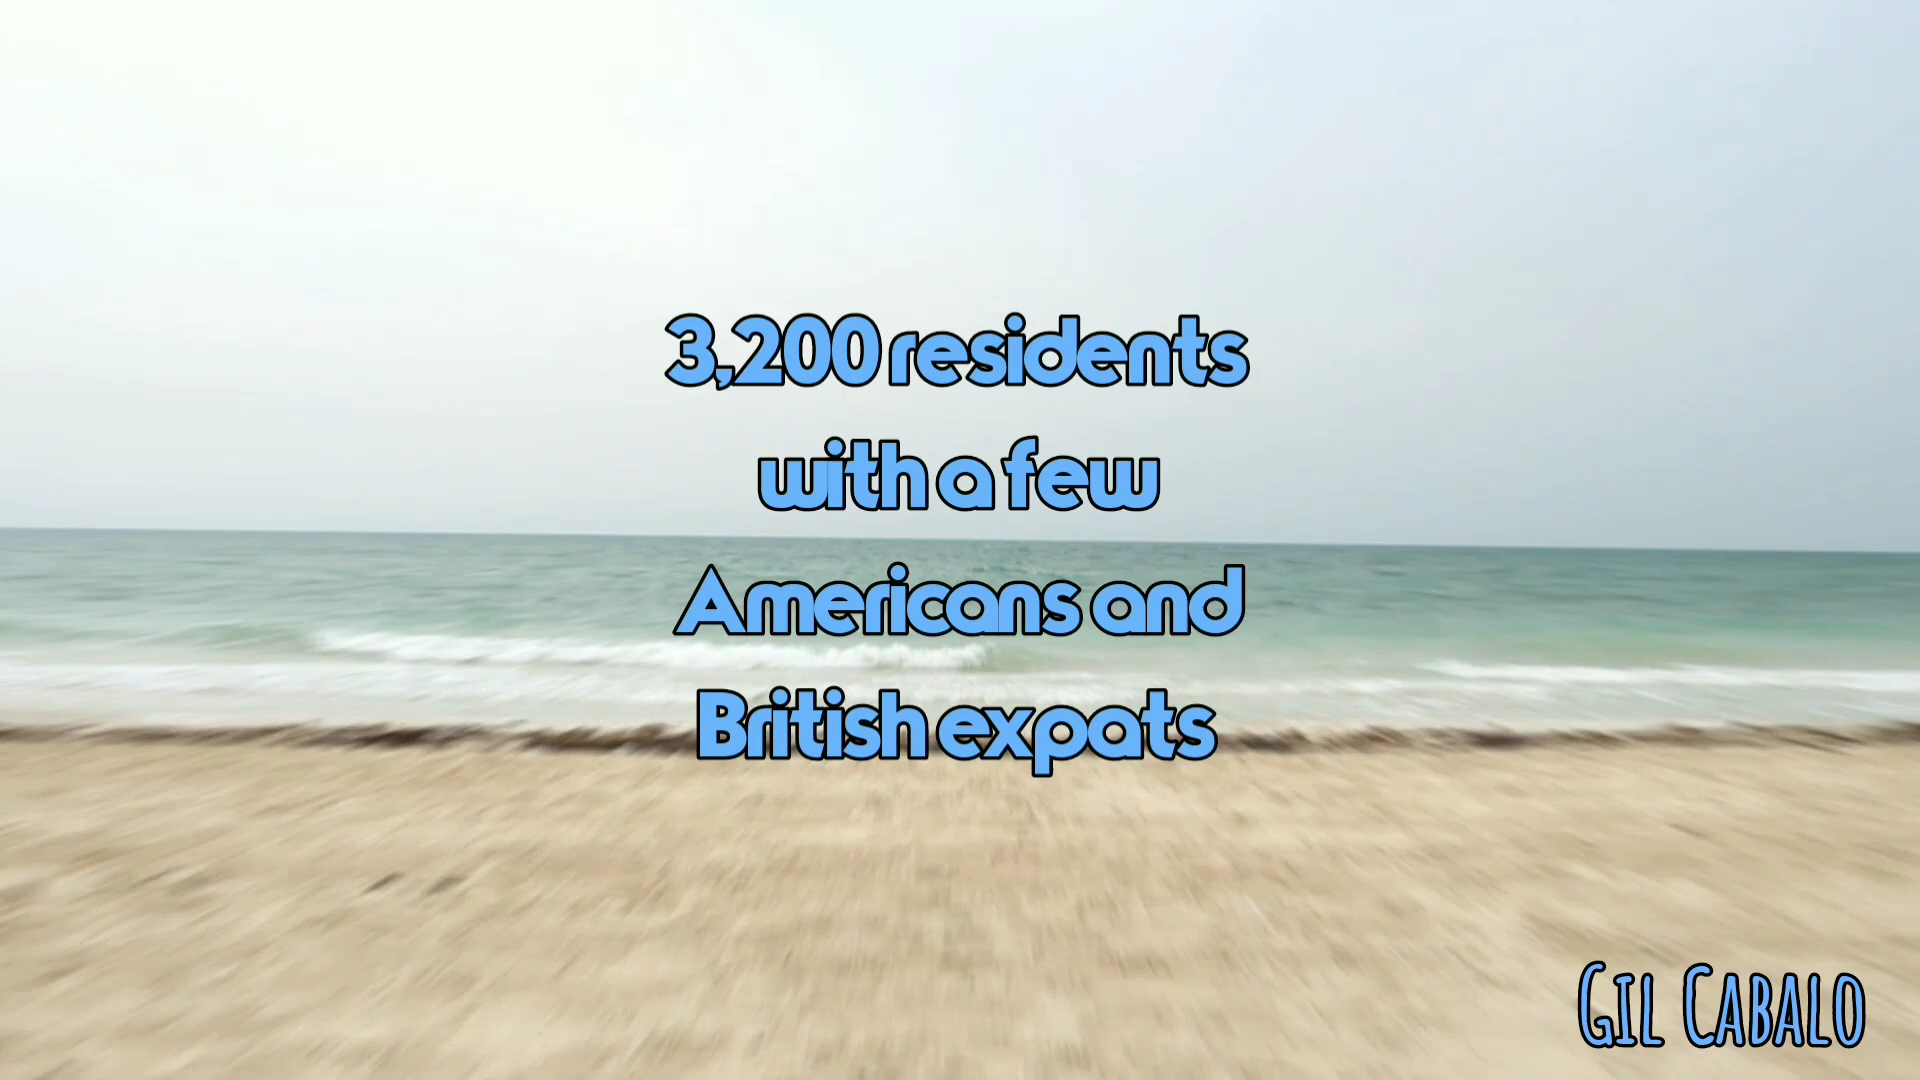 3,200 residents
with a few
Americans and
British expats
Gil Cabalo